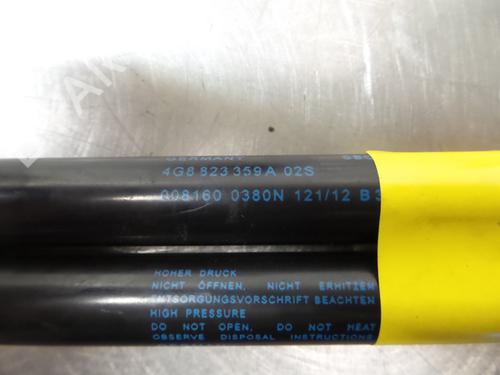 GERMANY
4G8 823 359 A 02S
008160 0380N 121/12 B 3
HOHER DRUCK
NICHT ÖFFNEN, NICHT ERHITZEN
ENTSORGUNGSVORSCHRIFT BEACHTEN
HIGH PRESSURE
DO NOT OPEN, DO NOT HEAT
OBSERVE DISPOSAL INSTRUCTIONS